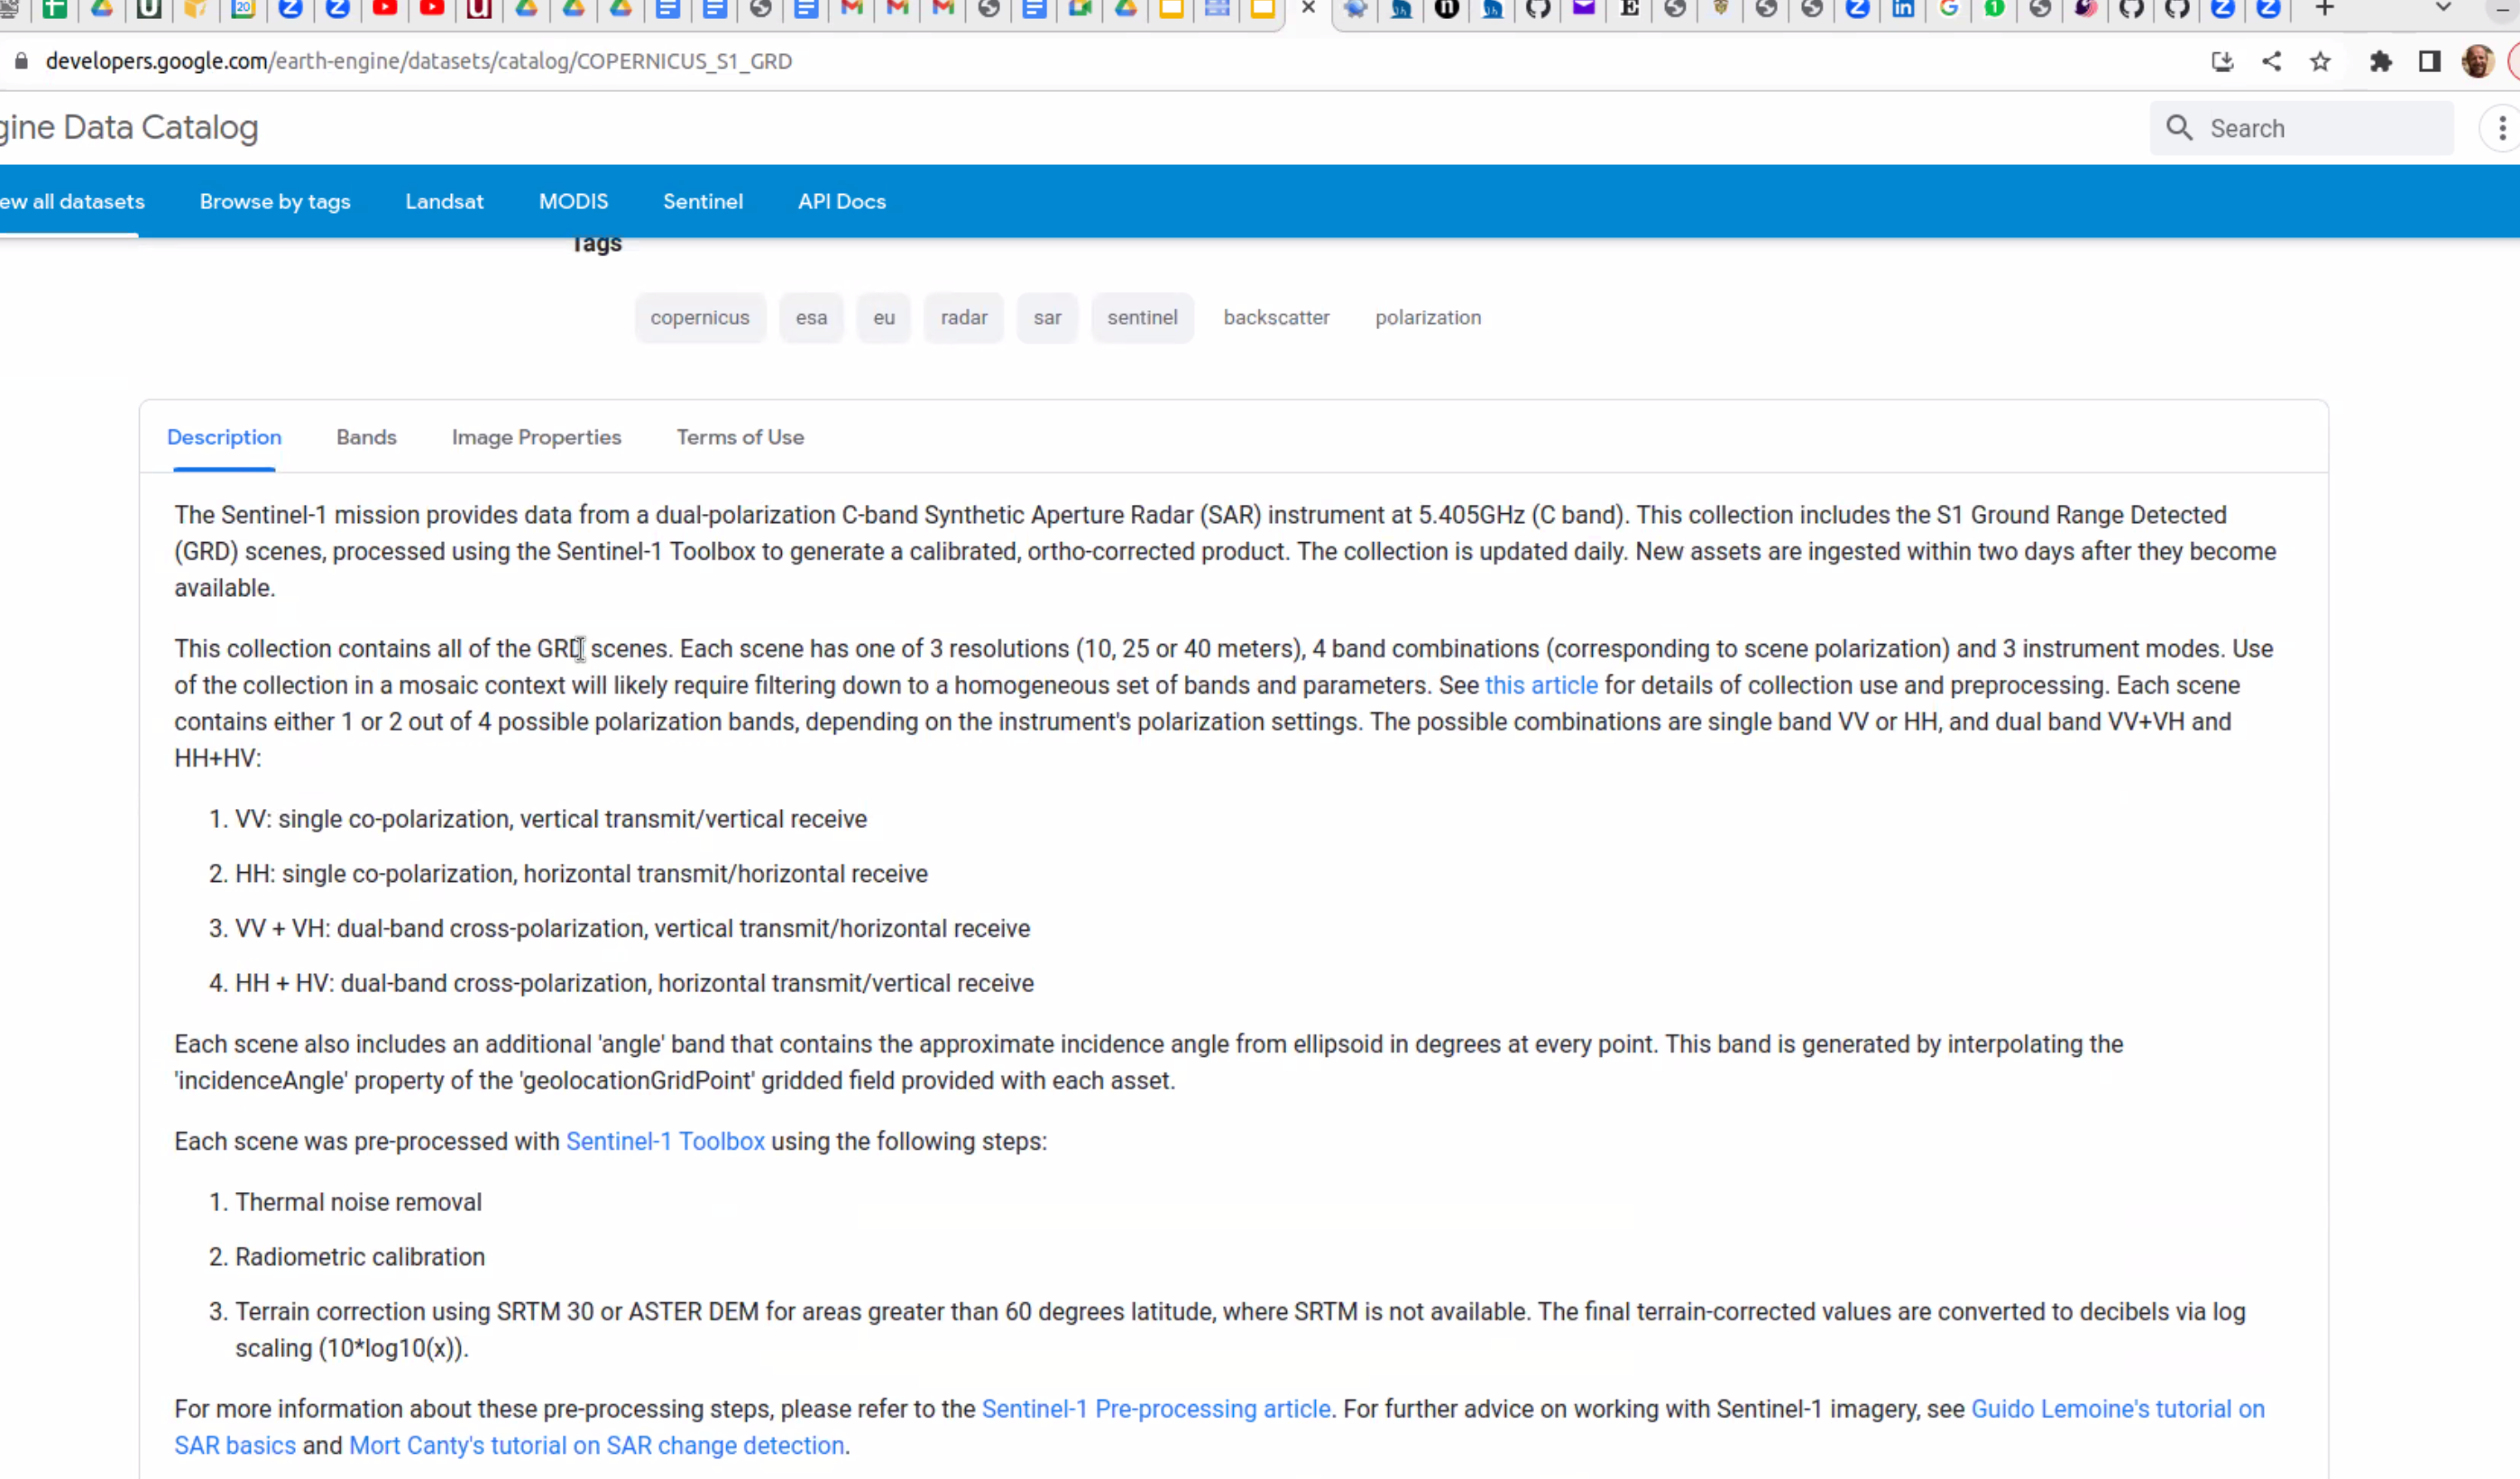 developers.google.com/earth-engine/datasets/catalog/COPERNICUS_S1_GRD
gine Data Catalog
Search
ew all datasets Browse by tags Landsat MODIS Sentinel API Docs
Tags
copernicus esa eu radar sar sentinel backscatter polarization
Description Bands Image Properties Terms of Use
The Sentinel-1 mission provides data from a dual-polarization C-band Synthetic Aperture Radar (SAR) instrument at 5.405GHz (C band). This collection includes the S1 Ground Range Detected
(GRD) scenes, processed using the Sentinel-1 Toolbox to generate a calibrated, ortho-corrected product. The collection is updated daily. New assets are ingested within two days after they become
available.
This collection contains all of the GRD scenes. Each scene has one of 3 resolutions (10, 25 or 40 meters), 4 band combinations (corresponding to scene polarization) and 3 instrument modes. Use
of the collection in a mosaic context will likely require filtering down to a homogeneous set of bands and parameters. See this article for details of collection use and preprocessing. Each scene
contains either 1 or 2 out of 4 possible polarization bands, depending on the instrument's polarization settings. The possible combinations are single band VV or HH, and dual band VV+VH and
HH+HV:
1. VV: single co-polarization, vertical transmit/vertical receive
2. HH: single co-polarization, horizontal transmit/horizontal receive
3. VV + VH: dual-band cross-polarization, vertical transmit/horizontal receive
4. HH + HV: dual-band cross-polarization, horizontal transmit/vertical receive
Each scene also includes an additional 'angle' band that contains the approximate incidence angle from ellipsoid in degrees at every point. This band is generated by interpolating the
'incidenceAngle' property of the 'geolocationGridPoint' gridded field provided with each asset.
Each scene was pre-processed with Sentinel-1 Toolbox using the following steps:
1. Thermal noise removal
2. Radiometric calibration
3. Terrain correction using SRTM 30 or ASTER DEM for areas greater than 60 degrees latitude, where SRTM is not available. The final terrain-corrected values are converted to decibels via log
scaling (10*log10(x)).
For more information about these pre-processing steps, please refer to the Sentinel-1 Pre-processing article. For further advice on working with Sentinel-1 imagery, see Guido Lemoine's tutorial on
SAR basics and Mort Canty's tutorial on SAR change detection.